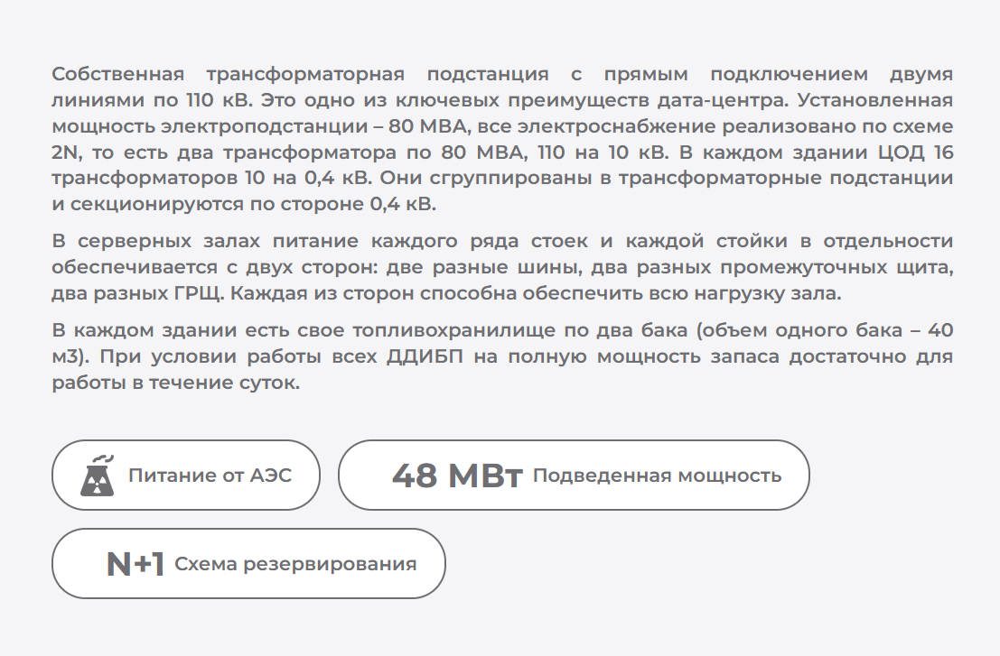 Собственная трансформаторная подстанция с прямым подключением двумя
линиями по 110 кВ. Это одно из ключевых преимуществ дата-центра. Установленная
мощность электроподстанции – 80 МВА, все электроснабжение реализовано по схеме
2N, то есть два трансформатора по 80 МВА, 110 на 10 кВ. В каждом здании ЦОД 16
трансформаторов 10 на 0,4 кВ. Они сгруппированы в трансформаторные подстанции
и секционируются по стороне 0,4 кВ.
В серверных залах питание каждого ряда стоек и каждой стойки в отдельности
обеспечивается с двух сторон: две разные шины, два разных промежуточных щита,
два разных ГРЩ. Каждая из сторон способна обеспечить всю нагрузку зала.
В каждом здании есть свое топливохранилище по два бака (объем одного бака – 40
м3). При условии работы всех ДДИБП на полную мощность запаса достаточно для
работы в течение суток.
Питание от АЭС
48 МВт Подведенная мощность
N+1 Схема резервирования